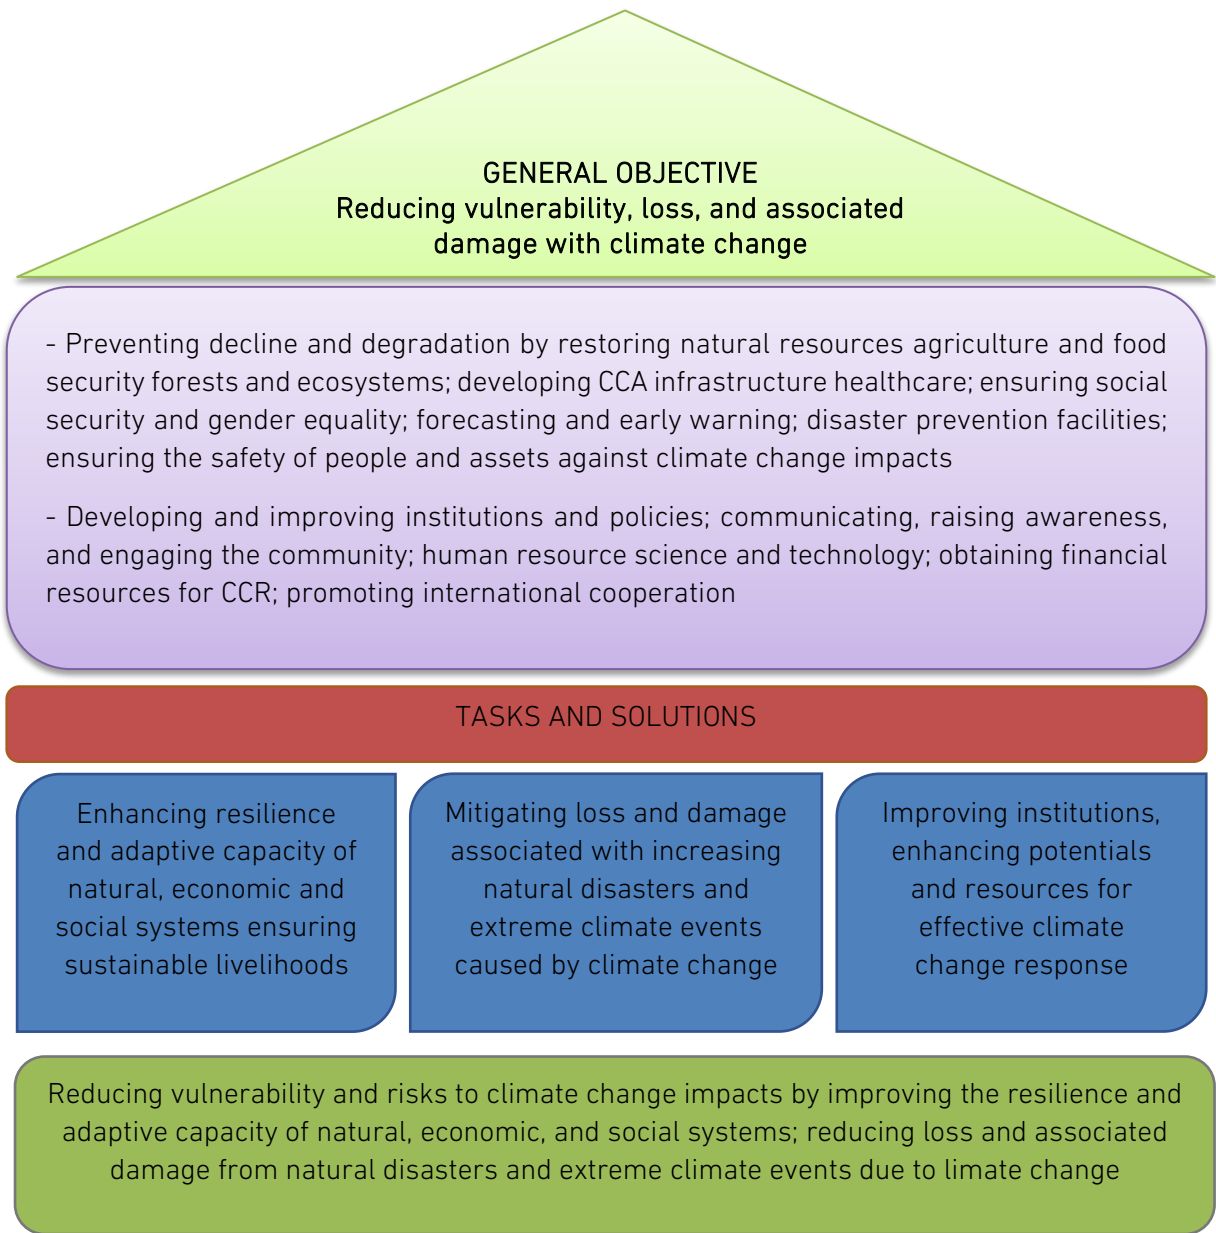 GENERAL OBJECTIVE
Reducing vulnerability, loss, and associated
damage with climate change
- Preventing decline and degradation by restoring natural resources agriculture and food
security forests and ecosystems; developing CCA infrastructure healthcare; ensuring social
security and gender equality; forecasting and early warning; disaster prevention facilities;
ensuring the safety of people and assets against climate change impacts
- Developing and improving institutions and policies; communicating, raising awareness,
and engaging the community; human resource science and technology; obtaining financial
resources for CCR; promoting international cooperation
TASKS AND SOLUTIONS
Enhancing resilience
and adaptive capacity of
natural, economic and
social systems ensuring
sustainable livelihoods
Mitigating loss and damage
associated with increasing
natural disasters and
extreme climate events
caused by climate change
Improving institutions,
enhancing potentials
and resources for
effective climate
change response
Reducing vulnerability and risks to climate change impacts by improving the resilience and
adaptive capacity of natural, economic, and social systems; reducing loss and associated
damage from natural disasters and extreme climate events due to limate change